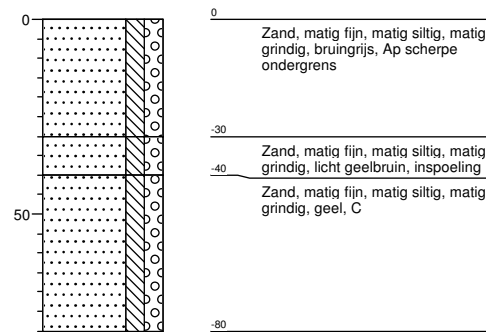 0
0
Zand, matig fijn, matig siltig, matig
grindig, bruingrijs, Ap scherpe
ondergrens
-30
Zand, matig fijn, matig siltig, matig
grindig, licht geelbruin, inspoeling
-40
Zand, matig fijn, matig siltig, matig
grindig, geel, C
50
-80